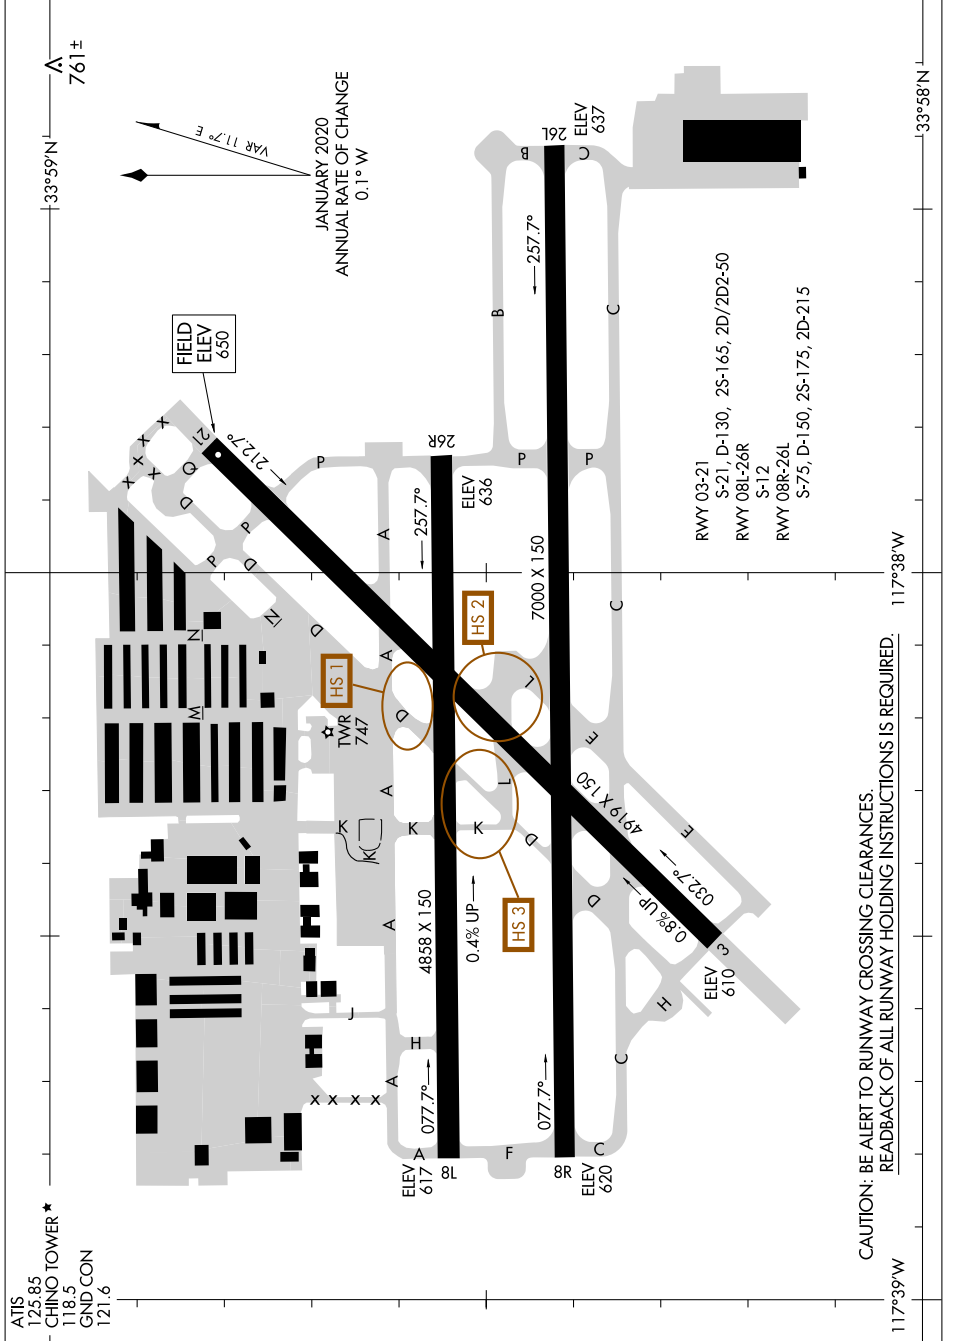 ATIS
125.85
CHINO TOWER ★
118.5
GND CON
121.6
33°59'N
761±
VAR 11.7° E
JANUARY 2020
ANNUAL RATE OF CHANGE
0.1° W
33°58'N
FIELD
ELEV
650
21
212.7°
X X X X X
Q
D
P
P
D
P
N
N
D
M
26R
ELEV
636
257.7°
A
26L
ELEV
637
B
C
257.7°
B
C
P
P
7000 X 150
RWY 03-21
S-21, D-130, 2S-165, 2D/2D2-50
RWY 08L-26R
S-12
RWY 08R-26L
S-75, D-150, 2S-175, 2D-215
117°38'W
HS 1
HS 2
HS 3
TWR
747
A
D
L
C
E
L
A
K
K
K
K
D
E
4919 X 150
032.7°
0.8% UP
3
ELEV
610
D
H
A
4858 X 150
0.4% UP
J
H
A
X X X X
077.7°
077.7°
C
A
ELEV
617
8L
F
8R
C
ELEV
620
CAUTION: BE ALERT TO RUNWAY CROSSING CLEARANCES.
READBACK OF ALL RUNWAY HOLDING INSTRUCTIONS IS REQUIRED.
117°39'W